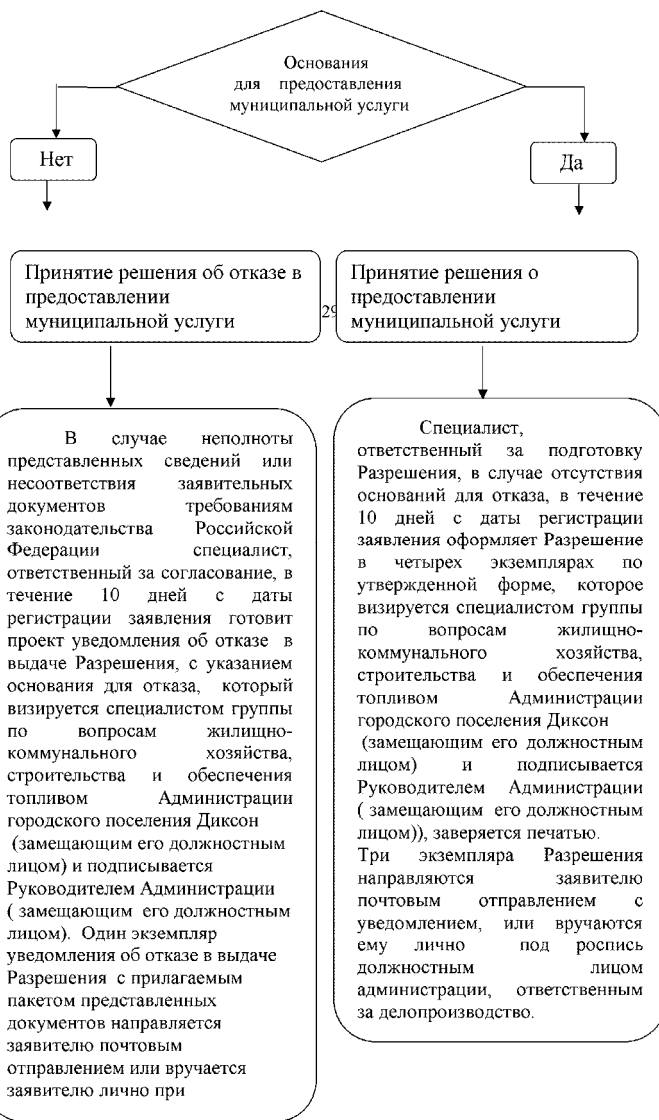 Основания
для предоставления
муниципальной услуги
Нет
Да
Принятие решения об отказе в
предоставлении
муниципальной услуги
29
Принятие решения о
предоставлении
муниципальной услуги
В случае неполноты
представленных сведений или
несоответствия заявительных
документов требованиям
законодательства Российской
Федерации специалист,
ответственный за согласование, в
течение 10 дней с даты
регистрации заявления готовит
проект уведомления об отказе в
выдаче Разрешения, с указанием
основания для отказа, который
визируется специалистом группы
по вопросам жилищно-
коммунального хозяйства,
строительства и обеспечения
топливом Администрации
городского поселения Диксон
(замещающим его должностным
лицом) и подписывается
Руководителем Администрации
( замещающим его должностным
лицом). Один экземпляр
уведомления об отказе в выдаче
Разрешения с прилагаемым
пакетом представленных
документов направляется
заявителю почтовым
отправлением или вручается
заявителю лично при
Специалист,
ответственный за подготовку
Разрешения, в случае отсутствия
оснований для отказа, в течение
10 дней с даты регистрации
заявления оформляет Разрешение
в четырех экземплярах по
утвержденной форме, которое
визируется специалистом группы
по вопросам жилищно-
коммунального хозяйства,
строительства и обеспечения
топливом Администрации
городского поселения Диксон
(замещающим его должностным
лицом) и подписывается
Руководителем Администрации
( замещающим его должностным
лицом)), заверяется печатью.
Три экземпляра Разрешения
направляются заявителю
почтовым отправлением с
уведомлением, или вручаются
ему лично под роспись
должностным лицом
администрации, ответственным
за делопроизводство.